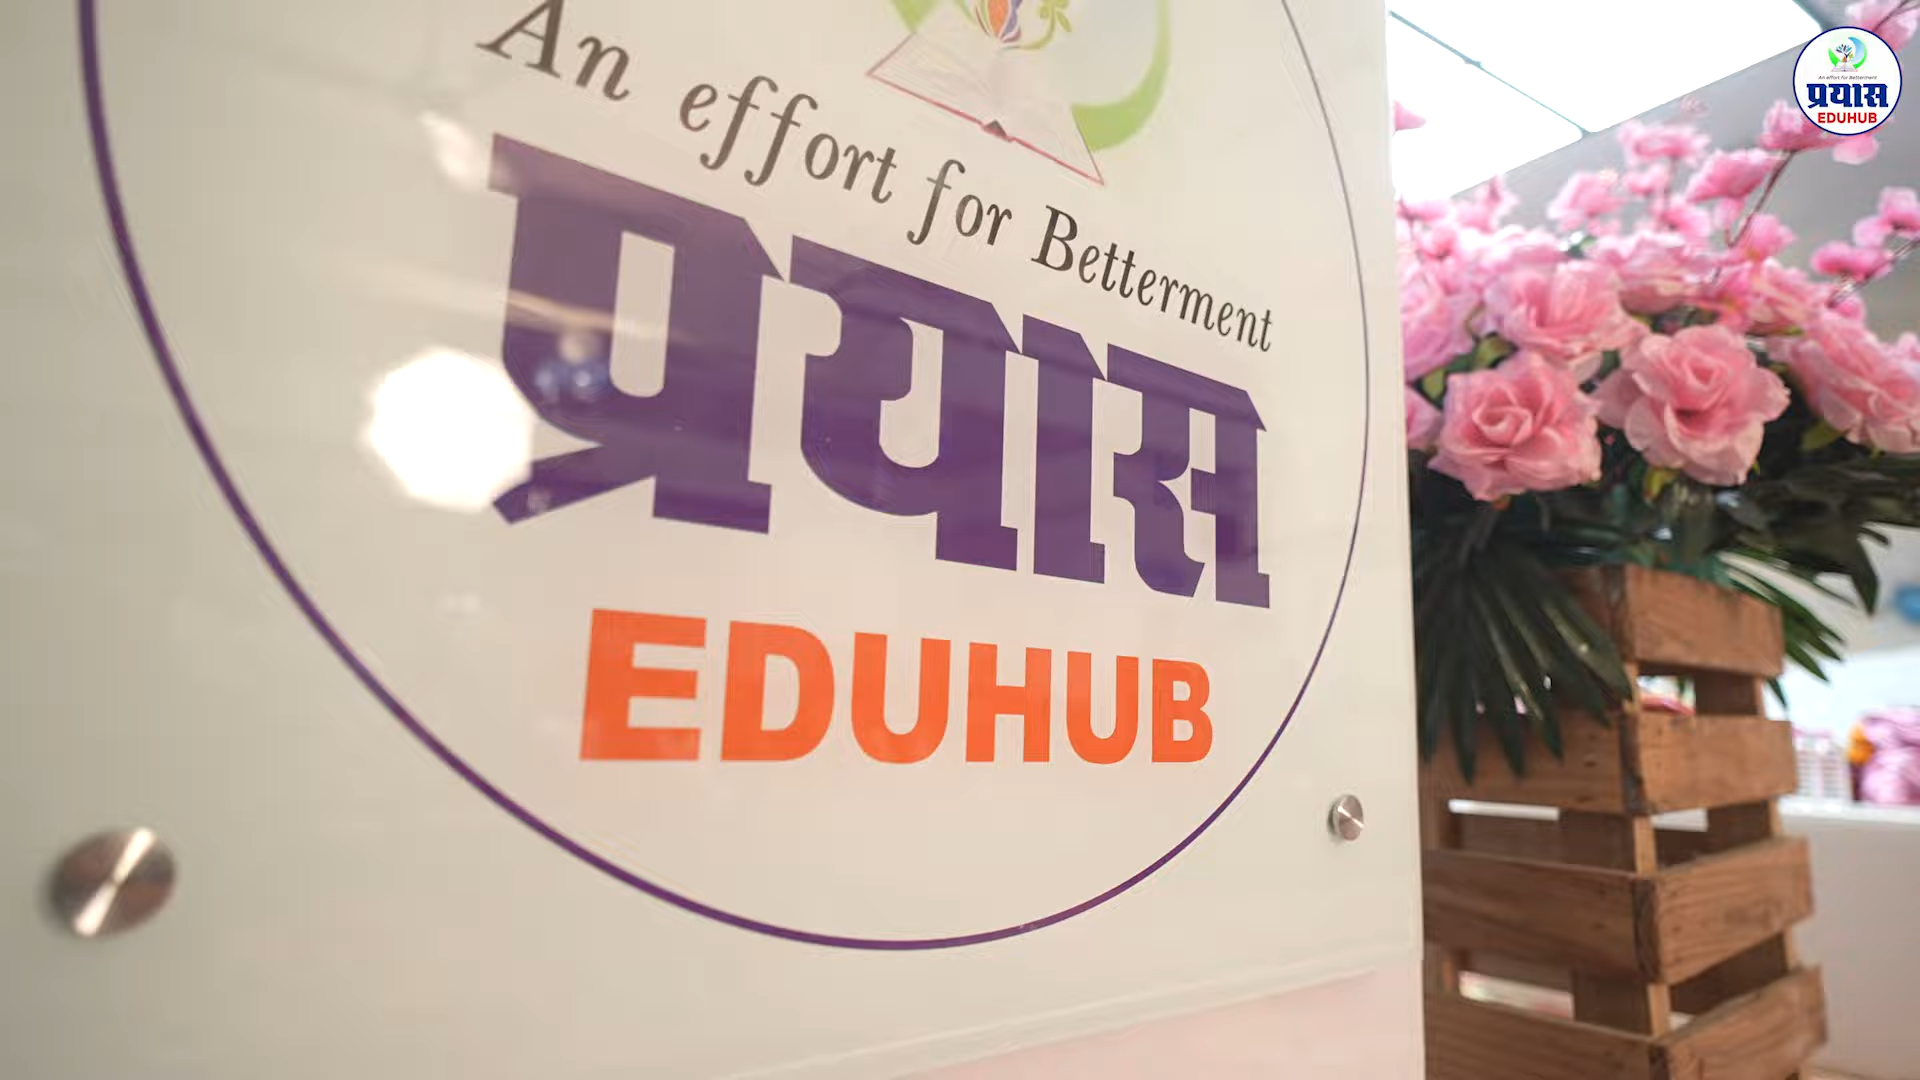 An effort for Betterment
प्रयास
EDUHUB
An effort for Betterment
प्रयास
EDUHUB